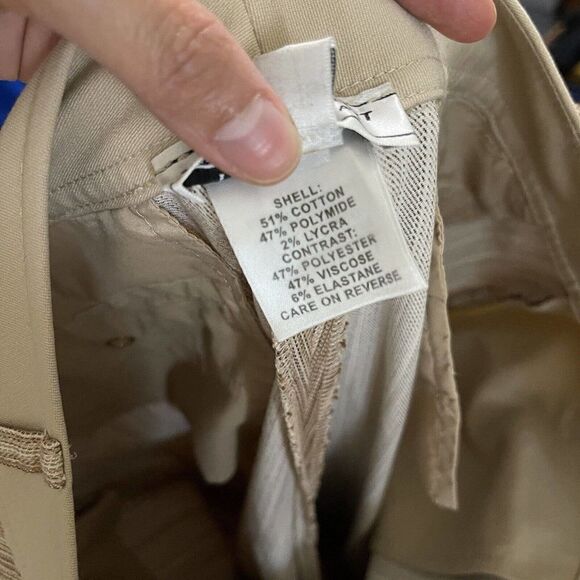 SHELL:
51% COTTON
47% POLYMIDE
2% LYCRA
CONTRAST:
47% POLYESTER
47% VISCOSE
6% ELASTANE
CARE ON REVERSE